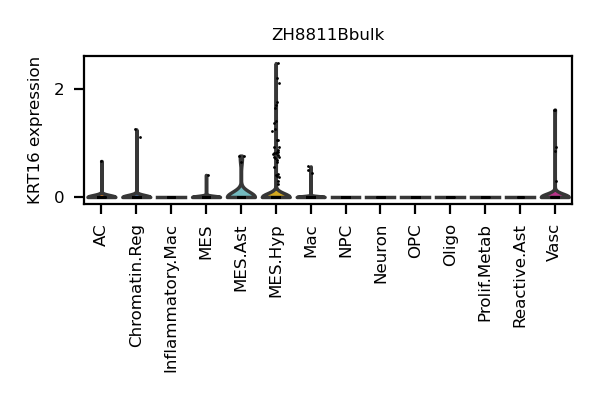 ZH8811Bbulk
KRT16 expression
2
0
AC
Chromatin.Reg
Inflammatory.Mac
MES
MES.Ast
MES.Hyp
Mac
NPC
Neuron
OPC
Oligo
Prolif.Metab
Reactive.Ast
Vasc